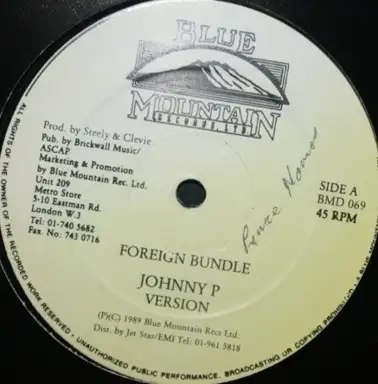 BLUE
MOUNTAIN
RECORDS, LTD.
Prod. by Steely & Clevie
Pub. by Brickwall Music/
ASCAP
Marketing & Promotion
by Blue Mountain Rec. Ltd.
Unit 209
Metro Store
5-10 Eastman Rd.
London W.3
Tel: 01-740 5682
Fax. No: 743 0716
SIDE A
BMD 069
45 RPM
FOREIGN BUNDLE
JOHNNY P
VERSION
(P)(C) 1989 Blue Mountain Recs Ltd.
Dist. by Jet Star/EMI Tel: 01-961 5818
ALL RIGHTS OF THE OWNER OF THE RECORDED WORK RESERVED • UNAUTHORIZED PUBLIC PERFORMANCE, BROADCASTING OR COPYING